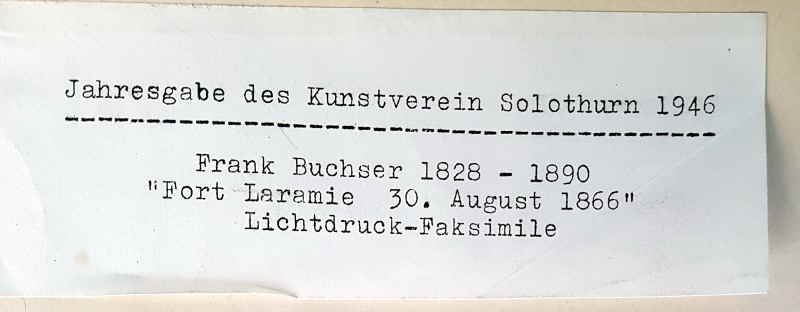 Jahresgabe des Kunstverein Solothurn 1946
Frank Buchser 1828 - 1890
"Fort Laramie 30. August 1866"
Lichtdruck-Faksimile